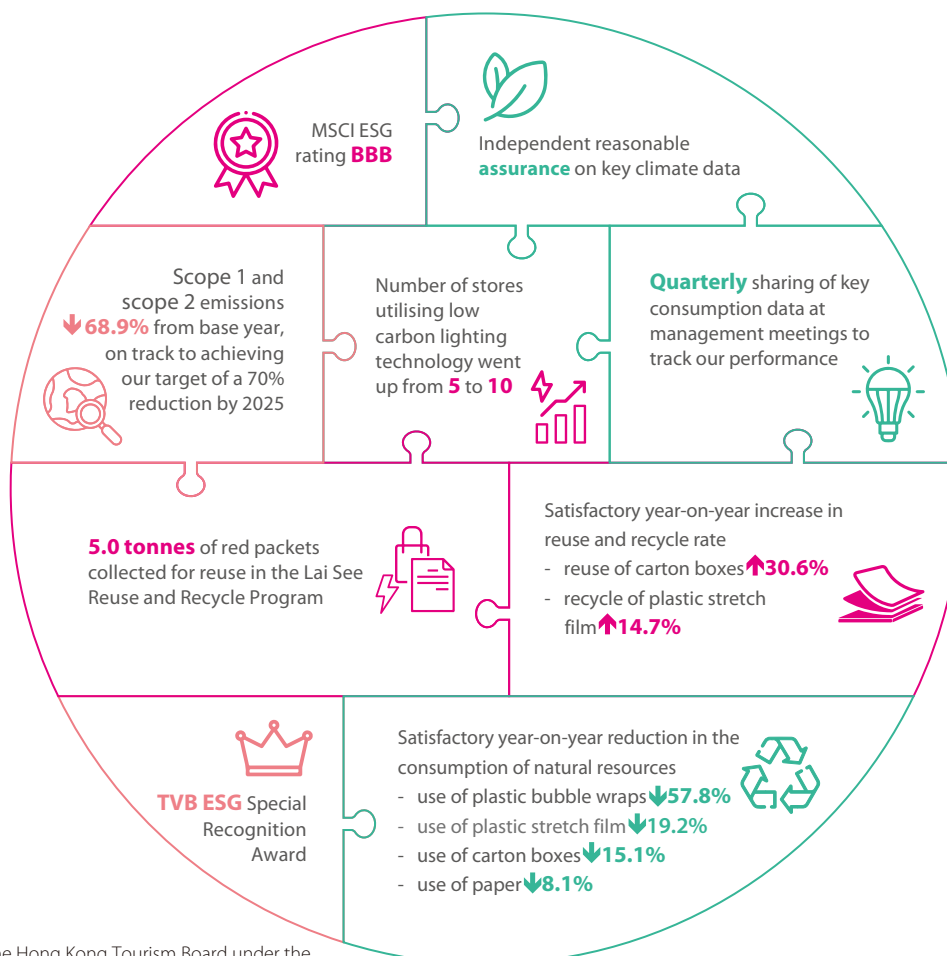 MSCI ESG
rating BBB
Independent reasonable
assurance on key climate data
Scope 1 and
scope 2 emissions
↓68.9% from base year,
on track to achieving
our target of a 70%
reduction by 2025
Number of stores
utilising low
carbon lighting
technology went
up from 5 to 10
Quarterly sharing of key
consumption data at
management meetings to
track our performance
5.0 tonnes of red packets
collected for reuse in the Lai See
Reuse and Recycle Program
Satisfactory year-on-year increase in
reuse and recycle rate
- reuse of carton boxes ↑30.6%
- recycle of plastic stretch
film ↑14.7%
TVB ESG Special
Recognition
Award
Satisfactory year-on-year reduction in the
consumption of natural resources
- use of plastic bubble wraps ↓57.8%
- use of plastic stretch film ↓19.2%
- use of carton boxes ↓15.1%
- use of paper ↓8.1%
Hong Kong Tourism Board under the